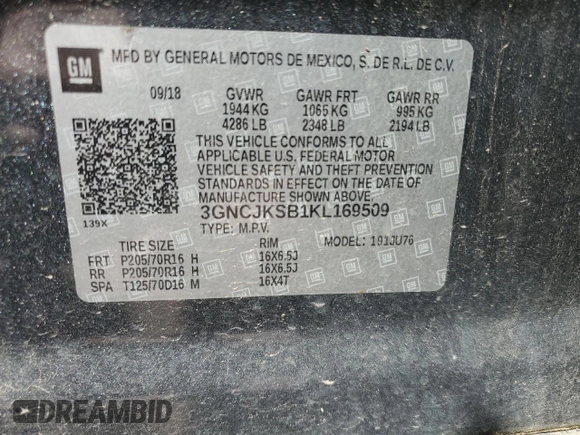 GM
MFD BY GENERAL MOTORS DE MEXICO, S. DE R.L. DE C.V.
09/18 GVWR GAWR FRT GAWR RR
1944 KG 1065 KG 995 KG
4286 LB 2348 LB 2194 LB
THIS VEHICLE CONFORMS TO ALL
APPLICABLE U.S. FEDERAL MOTOR
VEHICLE SAFETY AND THEFT PREVENTION
STANDARDS IN EFFECT ON THE DATE OF
MANUFACTURE SHOWN ABOVE.
3GNCJKSB1KL169509
139X
TYPE: M.P.V. MODEL: 191JU76
TIRE SIZE RIM
FRT P205/70R16 H 16X6.5J
RR P205/70R16 H 16X6.5J
SPA T125/70D16 M 16X4T
DREAMBID